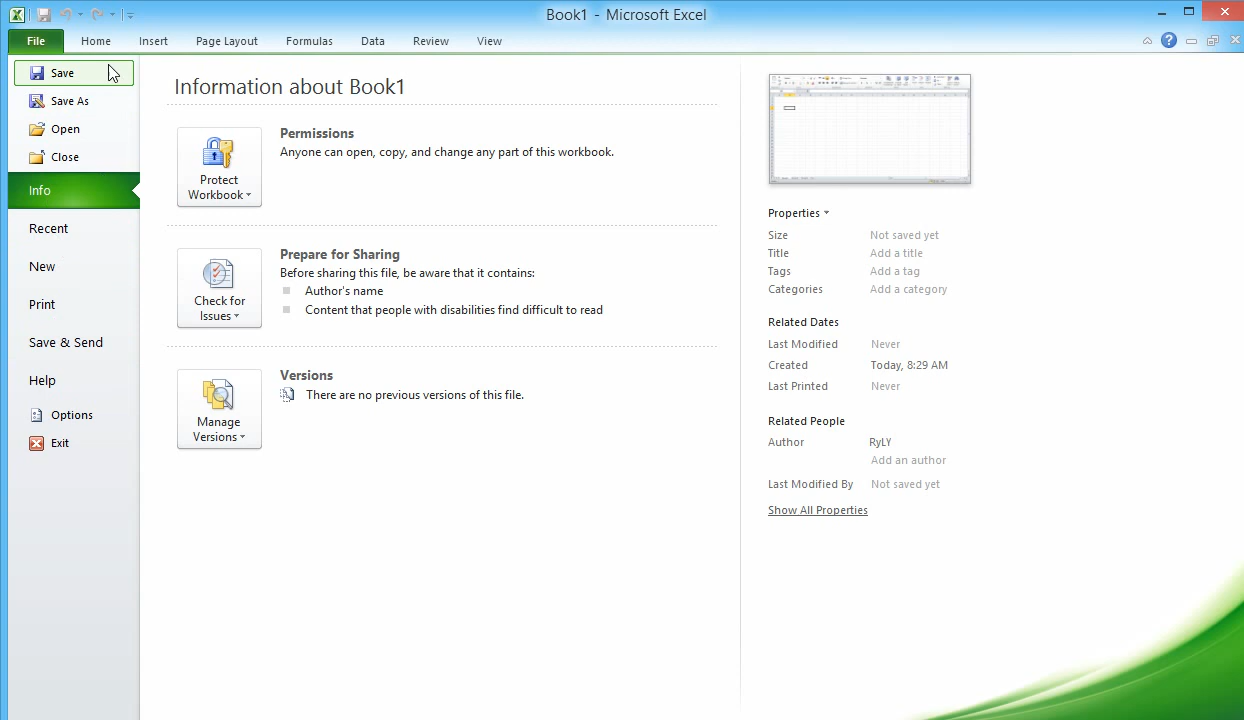 Book1 - Microsoft Excel
File Home Insert Page Layout Formulas Data Review View
Save
Save As
Open
Close
Info
Recent
New
Print
Save & Send
Help
Options
Exit
Information about Book1
Protect
Workbook
Permissions
Anyone can open, copy, and change any part of this workbook.
Check for
Issues
Prepare for Sharing
Before sharing this file, be aware that it contains:
Author's name
Content that people with disabilities find difficult to read
Manage
Versions
Versions
There are no previous versions of this file.
Properties
Size Not saved yet
Title Add a title
Tags Add a tag
Categories Add a category
Related Dates
Last Modified Never
Created Today, 8:29 AM
Last Printed Never
Related People
Author RyLY
Add an author
Last Modified By Not saved yet
Show All Properties